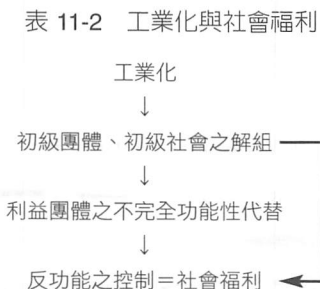 表 11-2 工業化與社會福利
工業化
↓
初級團體、初級社會之解組
↓
利益團體之不完全功能性代替
↓
反功能之控制＝社會福利